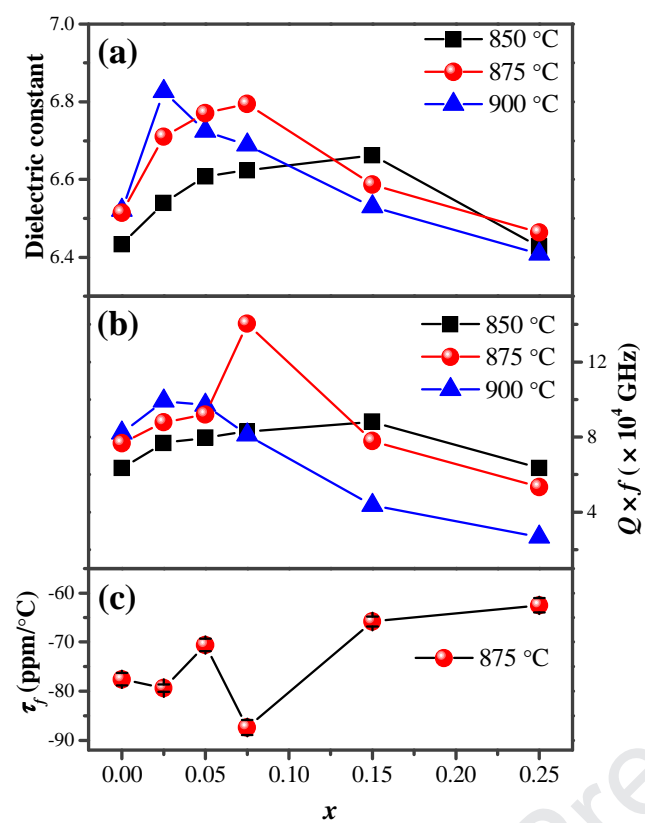 (a)
850 °C
875 °C
900 °C
Dielectric constant
7.0
6.8
6.6
6.4
(b)
850 °C
875 °C
900 °C
12
8
4
Q×f (× 10⁴ GHz)
(c)
875 °C
τf (ppm/°C)
-60
-70
-80
-90
0.00 0.05 0.10 0.15 0.20 0.25
x